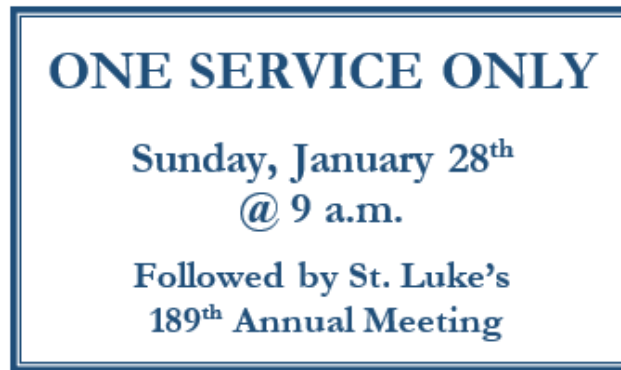 ONE SERVICE ONLY
Sunday, January 28th
@ 9 a.m.
Followed by St. Luke’s
189th Annual Meeting